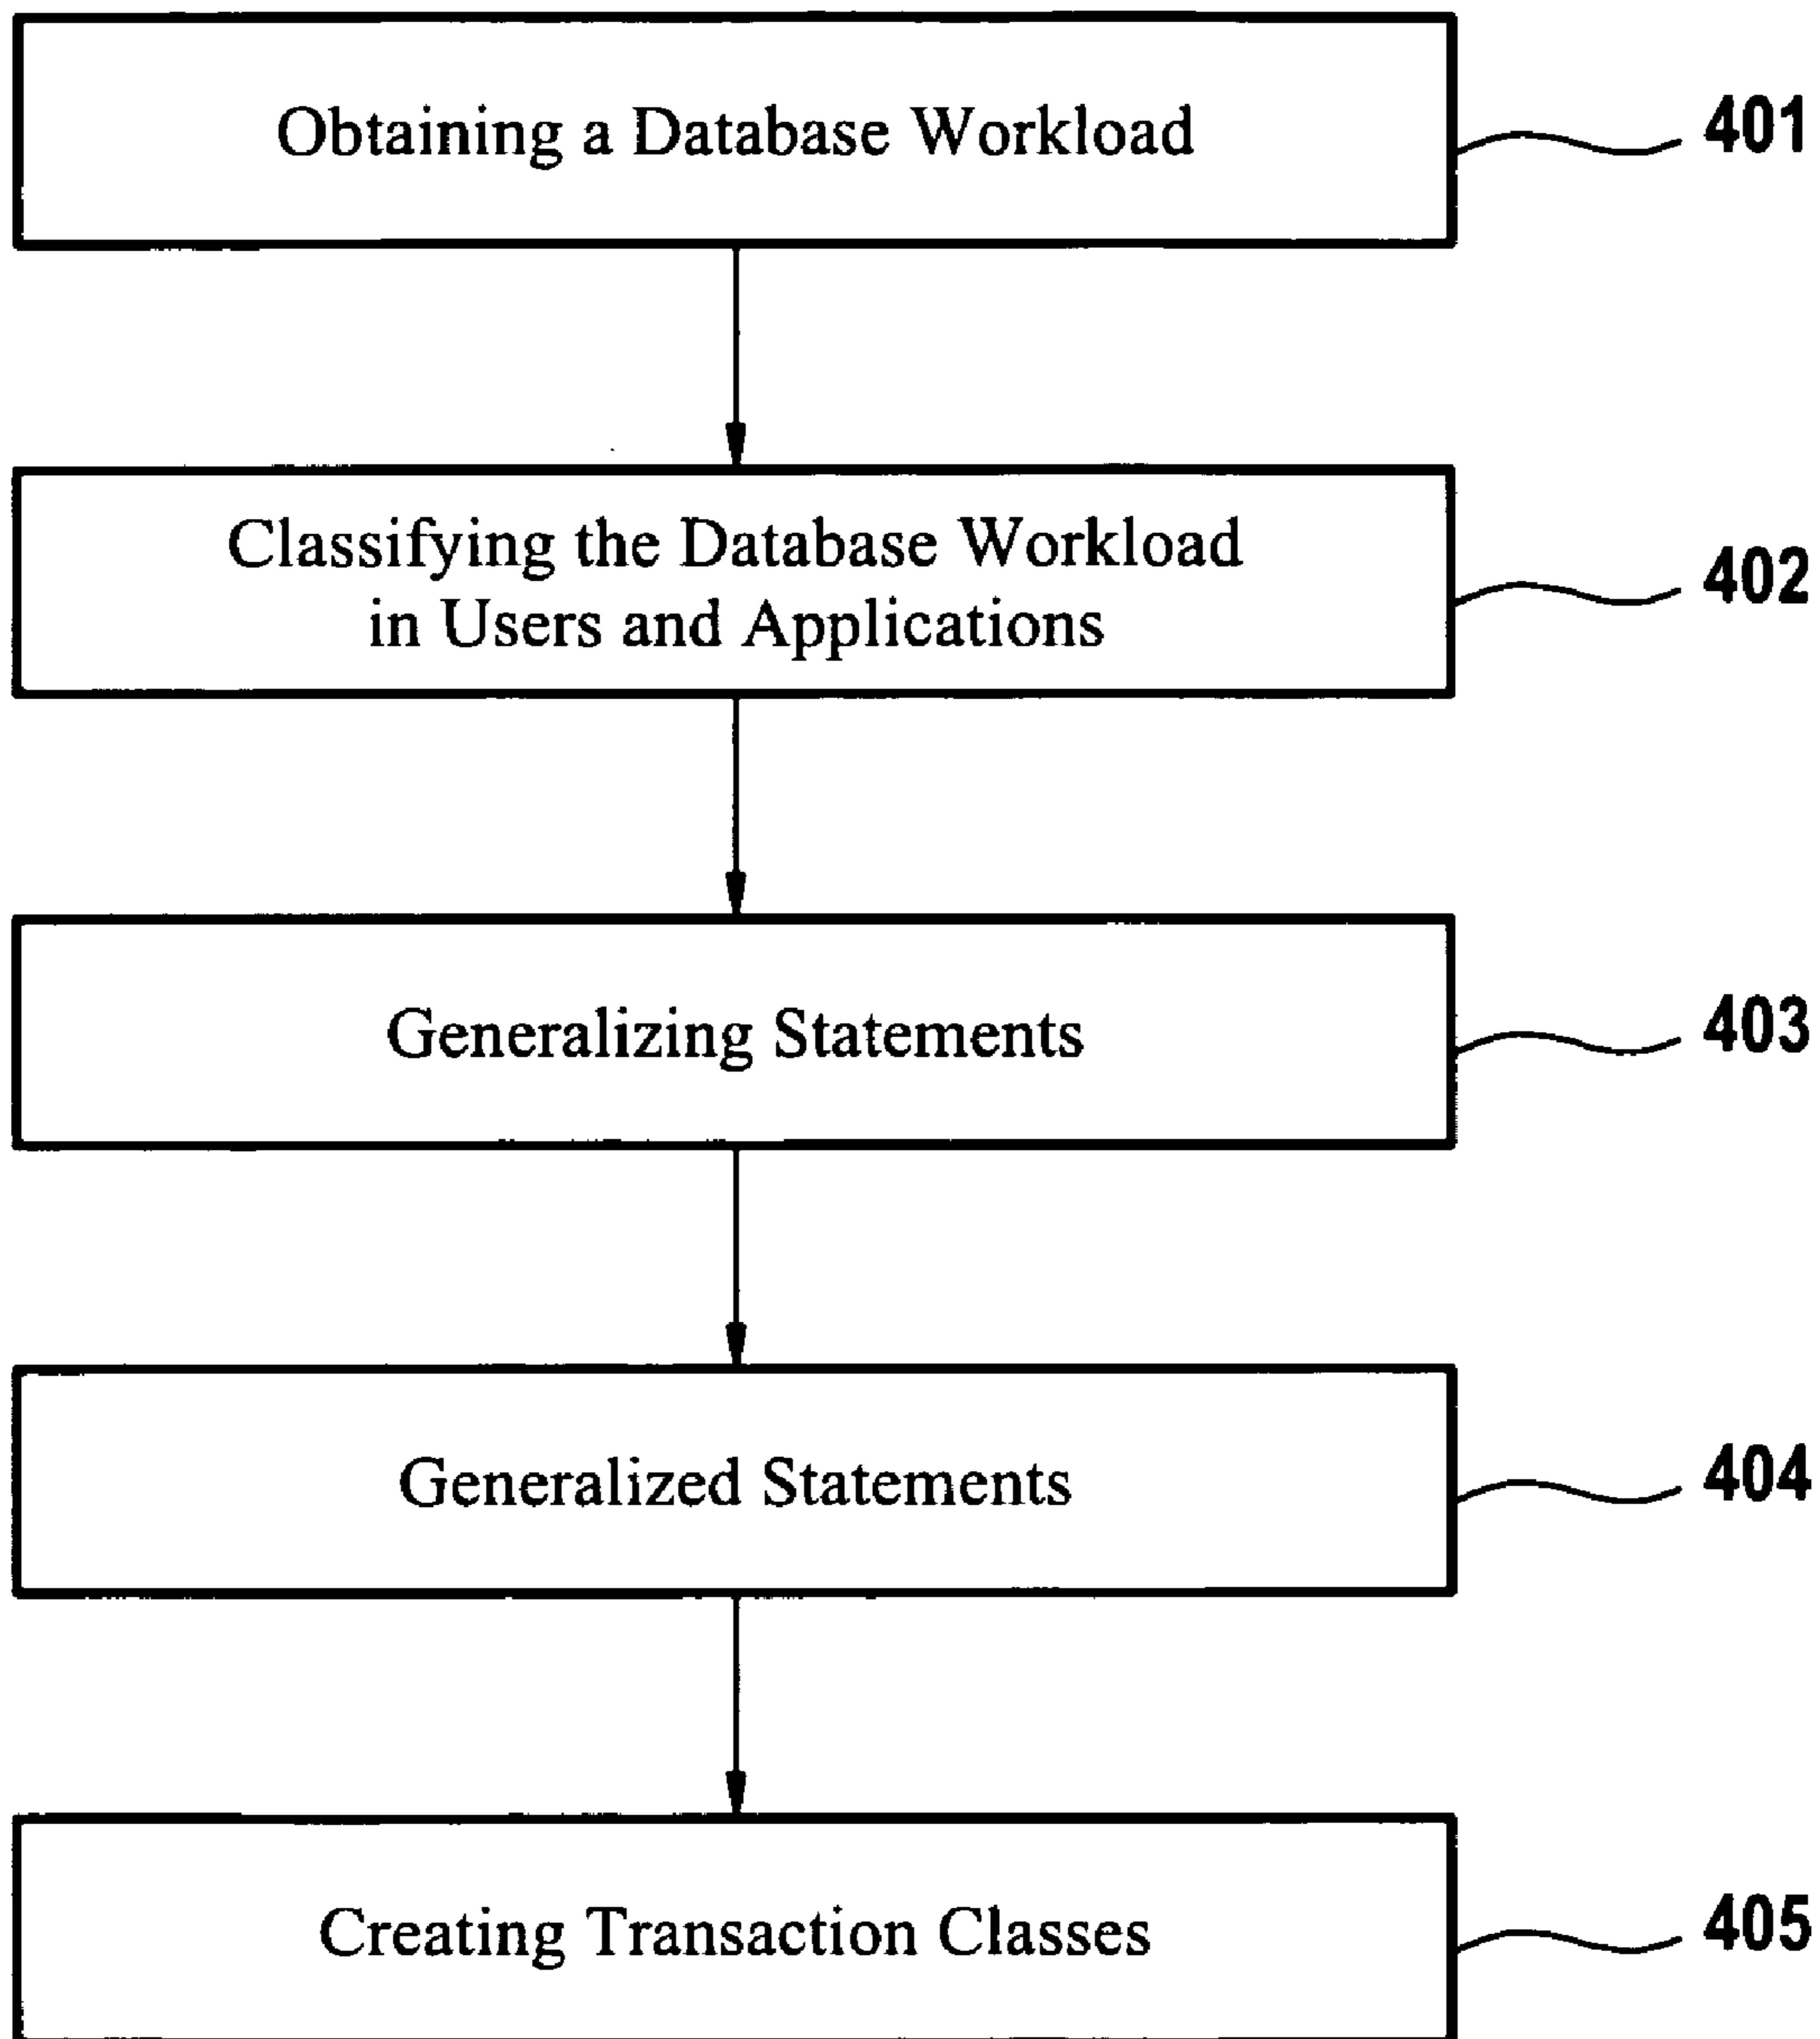 Obtaining a Database Workload
401
Classifying the Database Workload
in Users and Applications
402
Generalizing Statements
403
Generalized Statements
404
Creating Transaction Classes
405